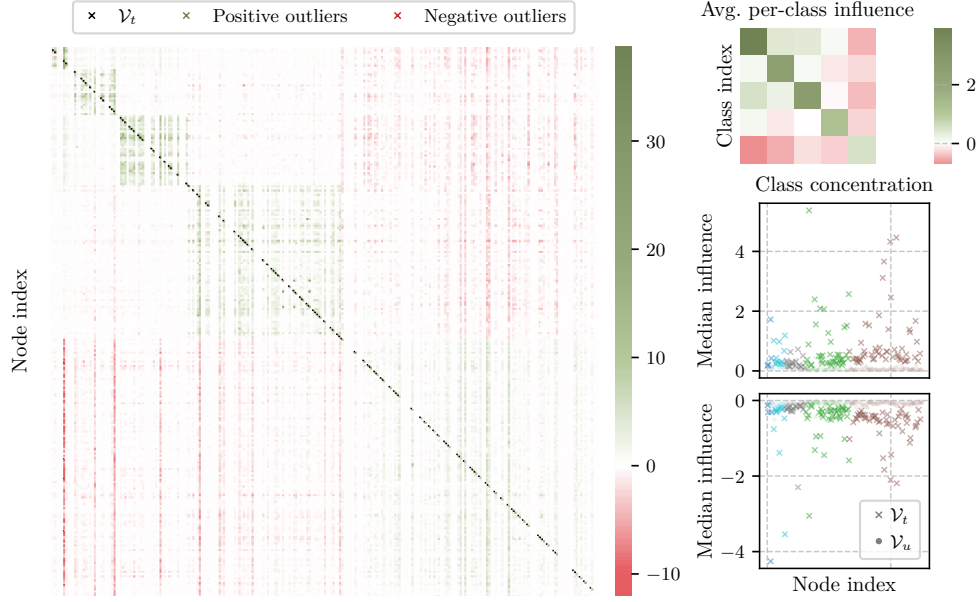 𝒱ₜ Positive outliers Negative outliers
Node index
30
20
10
0
−10
Avg. per-class influence
Class index
2
0
Class concentration
Median influence
4
2
0
Median influence
0
−2
−4
𝒱ₜ
𝒱ᵤ
Node index